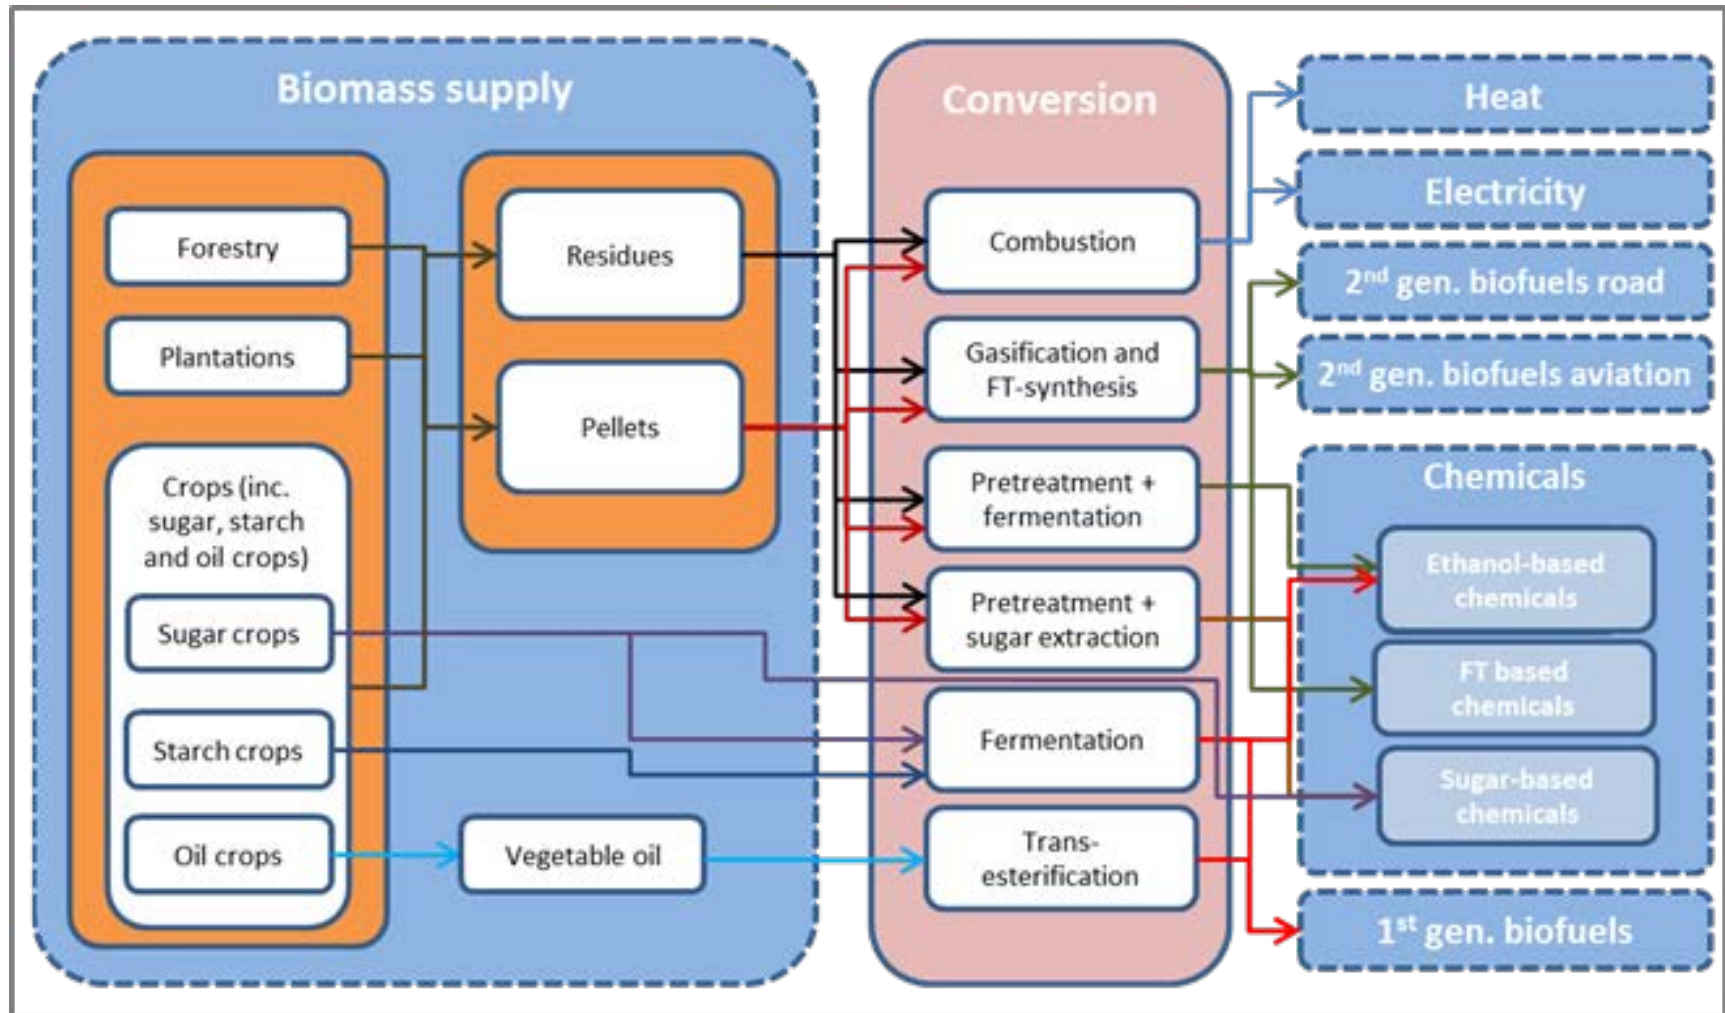 Biomass supply
Forestry
Plantations
Crops (inc.
sugar, starch
and oil crops)
Sugar crops
Starch crops
Oil crops
Residues
Pellets
Vegetable oil
Conversion
Combustion
Gasification and
FT-synthesis
Pretreatment +
fermentation
Pretreatment +
sugar extraction
Fermentation
Trans-
esterification
Heat
Electricity
2nd gen. biofuels road
2nd gen. biofuels aviation
Chemicals
Ethanol-based
chemicals
FT based
chemicals
Sugar-based
chemicals
1st gen. biofuels